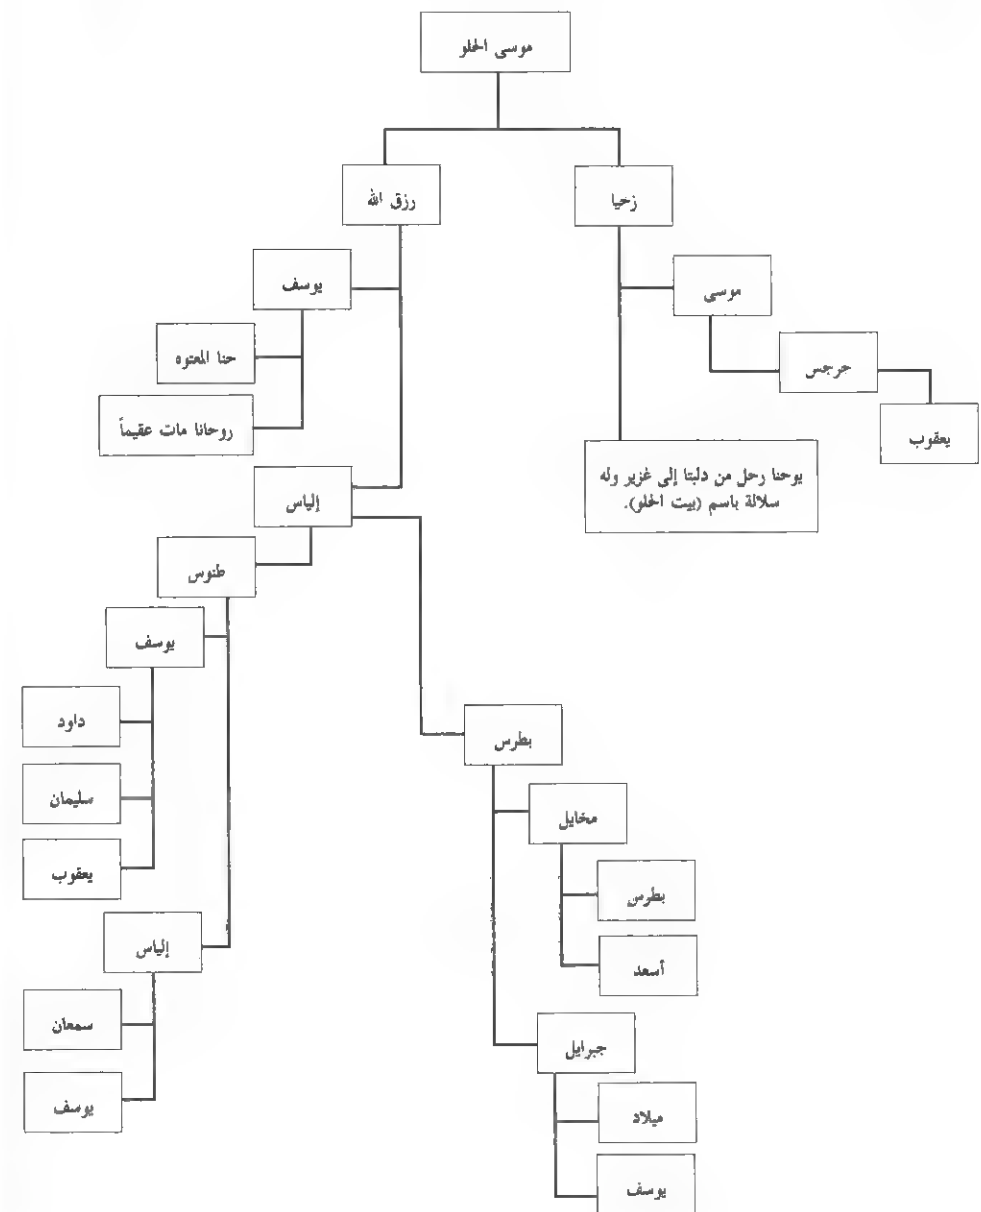 موسى الحلو
زخيا
رزق الله
موسى
يوسف
جرجس
حنا المعتوه
يعقوب
روحانا مات عقيماً
يوحنا رحل من دلبتا إلى غزير وله
سلالة باسم (بيت الحلو).
إلياس
طنوس
يوسف
داود
بطرس
سليمان
مخايل
يعقوب
بطرس
إلياس
أسعد
سمعان
جبرايل
يوسف
ميلاد
يوسف